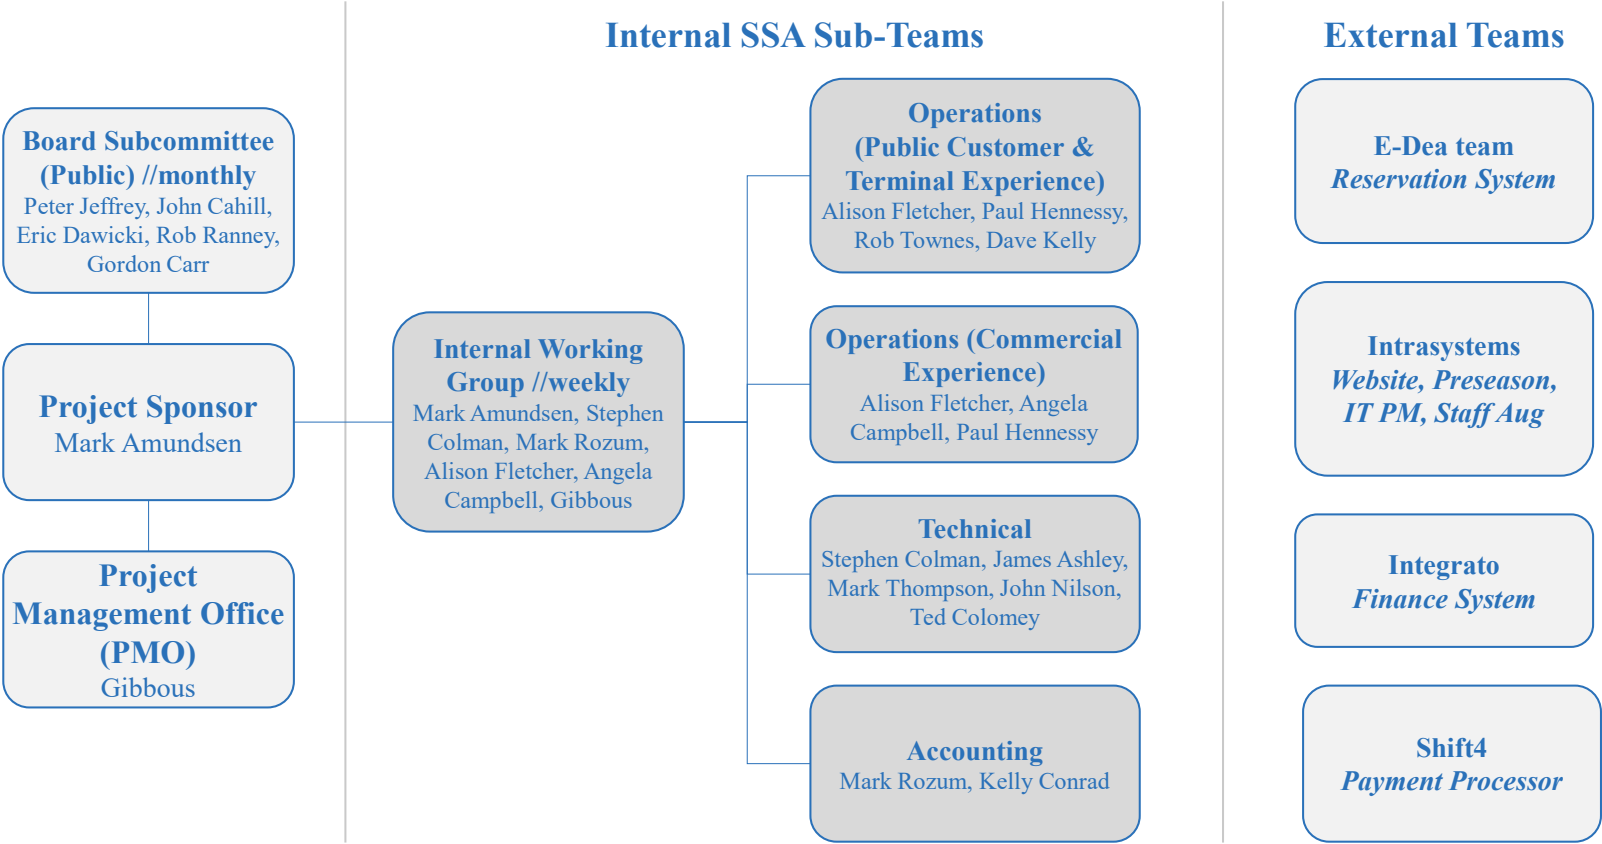 Internal SSA Sub-Teams
External Teams
Board Subcommittee
(Public) //monthly
Peter Jeffrey, John Cahill,
Eric Dawicki, Rob Ranney,
Gordon Carr
Project Sponsor
Mark Amundsen
Project
Management Office
(PMO)
Gibbous
Internal Working
Group //weekly
Mark Amundsen, Stephen
Colman, Mark Rozum,
Alison Fletcher, Angela
Campbell, Gibbous
Operations
(Public Customer &
Terminal Experience)
Alison Fletcher, Paul Hennessy,
Rob Townes, Dave Kelly
Operations (Commercial
Experience)
Alison Fletcher, Angela
Campbell, Paul Hennessy
Technical
Stephen Colman, James Ashley,
Mark Thompson, John Nilson,
Ted Colomey
Accounting
Mark Rozum, Kelly Conrad
E-Dea team
Reservation System
Intrasystems
Website, Preseason,
IT PM, Staff Aug
Integrato
Finance System
Shift4
Payment Processor